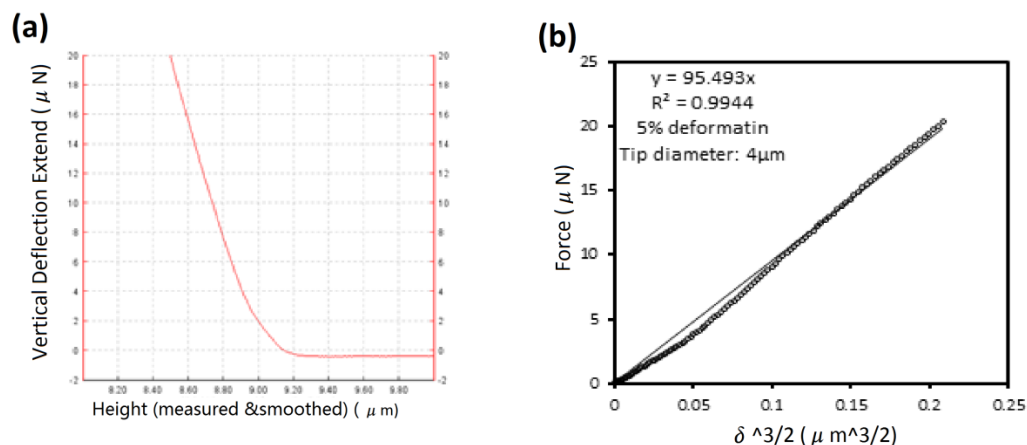 (a)
Vertical Deflection Extend ( μ N)
20
18
16
14
12
10
8
6
4
2
0
-2
20
18
16
14
12
10
8
6
4
2
0
-2
8.20 8.40 8.60 8.80 9.00 9.20 9.40 9.60 9.80
Height (measured &smoothed) ( μ m)
(b)
y = 95.493x
R² = 0.9944
5% deformatin
Tip diameter: 4μm
Force ( μ N)
25
20
15
10
5
0
0 0.05 0.1 0.15 0.2 0.25
δ ^3/2 ( μ m^3/2)